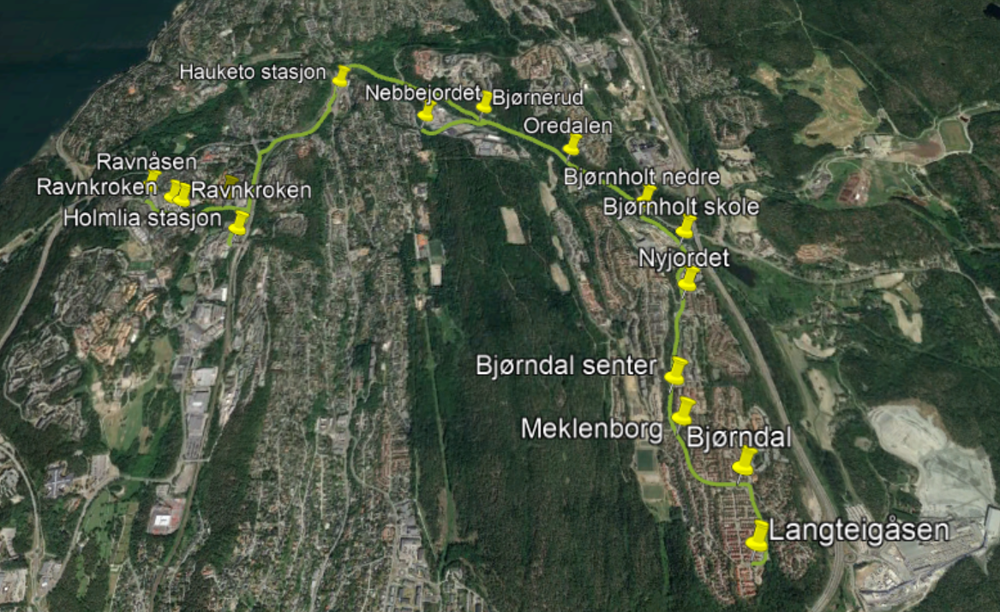 Hauketo stasjon
Nebbejordet
Bjørnerud
Oredalen
Ravnåsen
Ravnkroken
Ravnkroken
Holmlia stasjon
Bjørnholt nedre
Bjørnholt skole
Nyjordet
Bjørndal senter
Meklenborg
Bjørndal
Langteigåsen